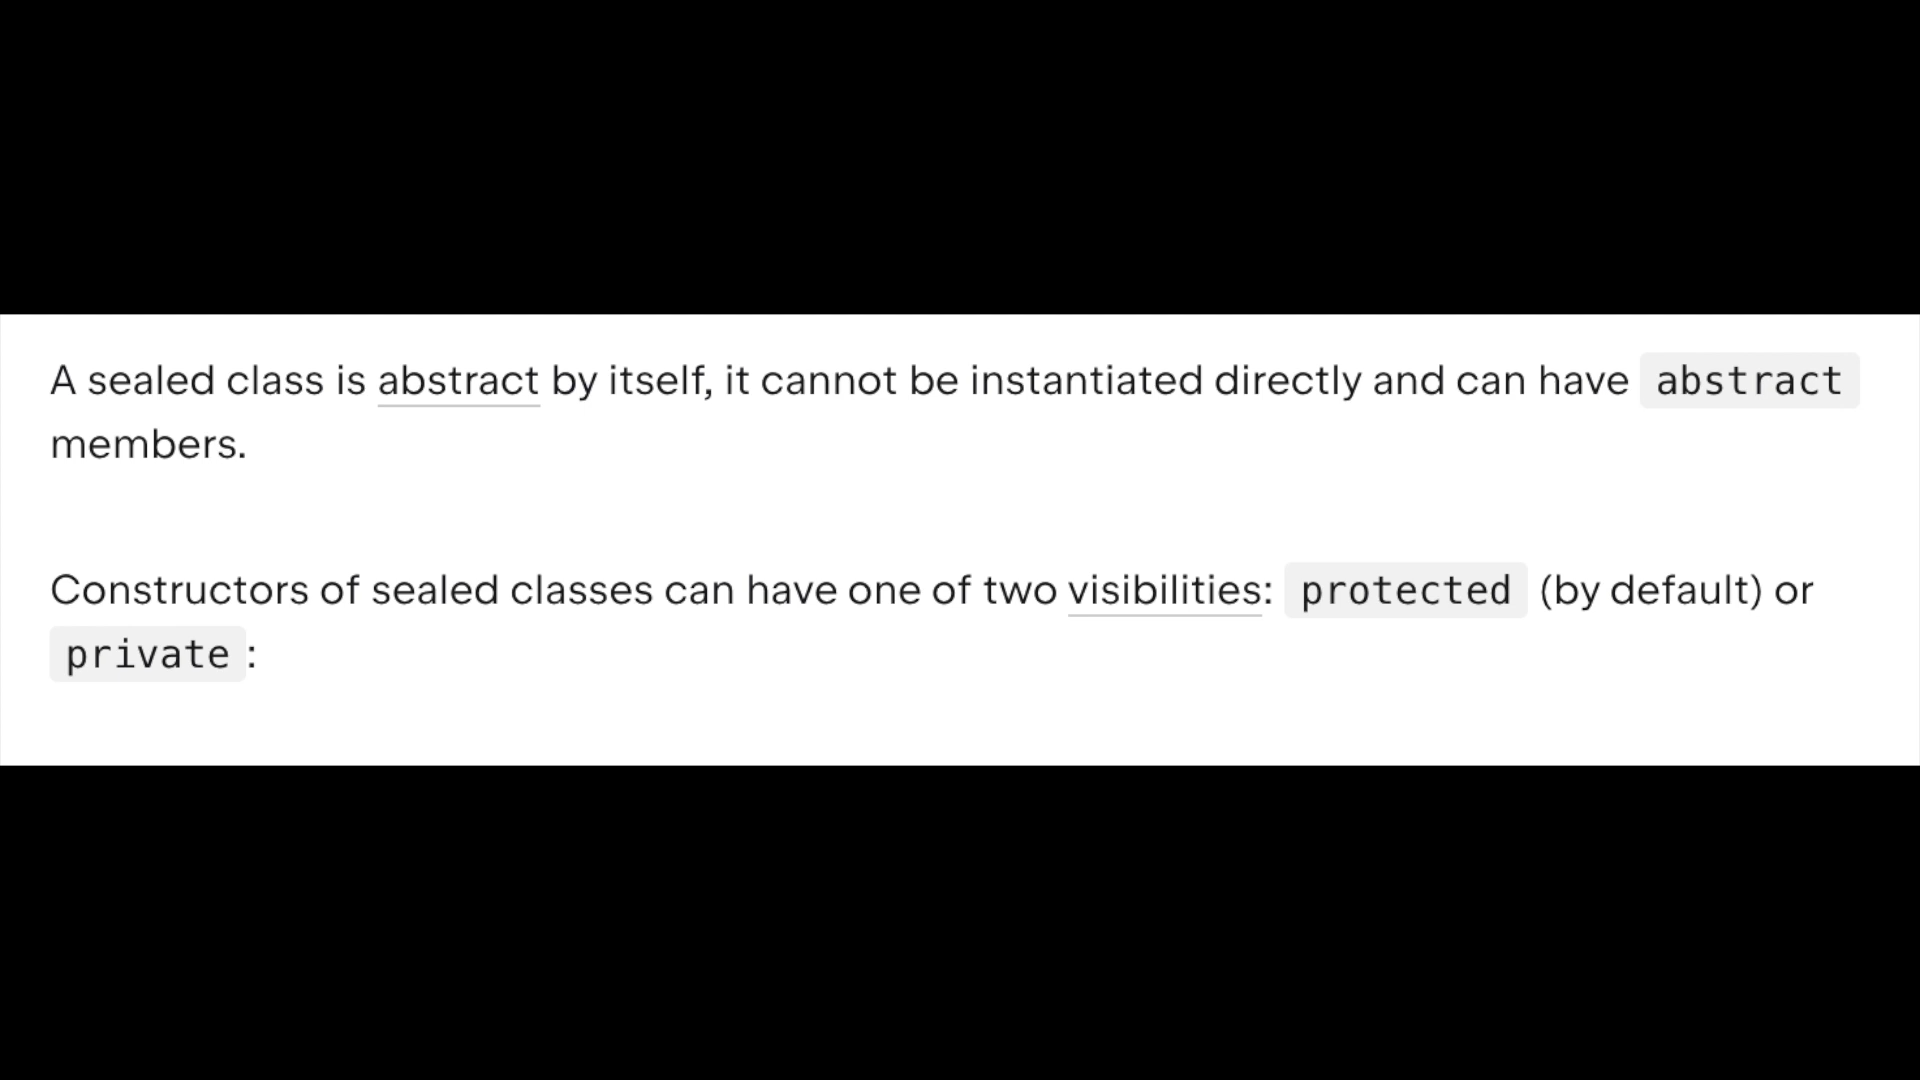 A sealed class is abstract by itself, it cannot be instantiated directly and can have abstract
members.
Constructors of sealed classes can have one of two visibilities: protected (by default) or
private :